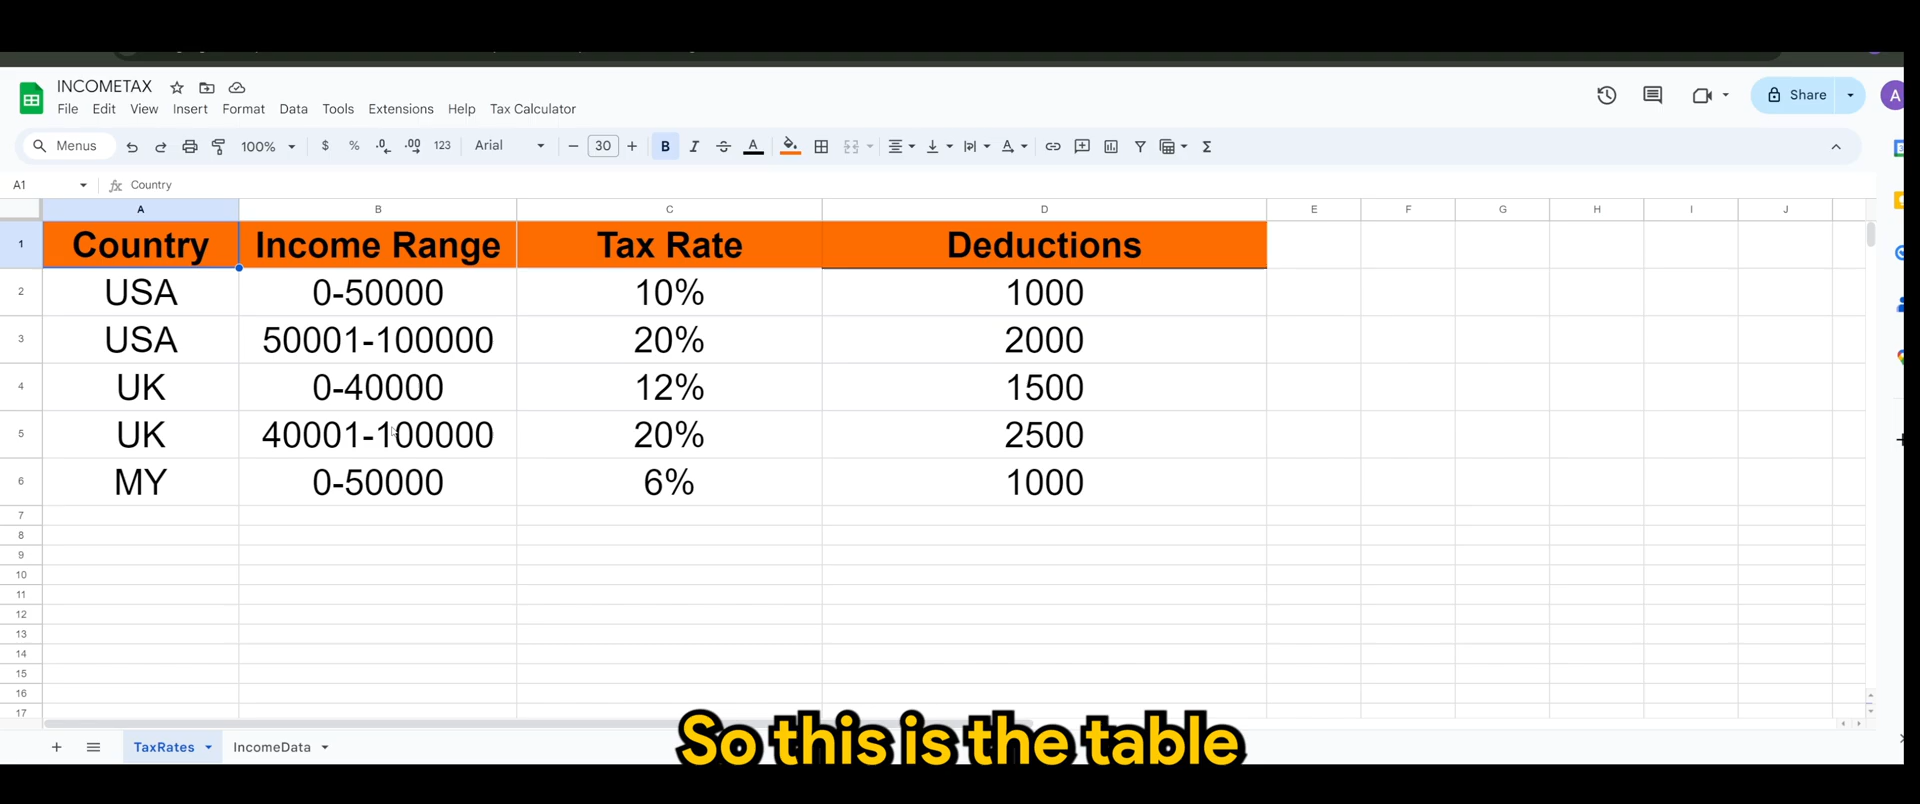 INCOMETAX
File Edit View Insert Format Data Tools Extensions Help Tax Calculator
Share
A
Menus 100% $ % .0 .00 123 Arial 30 B I A Σ
A1 fx Country
A B C D E F G H I J
1 Country Income Range Tax Rate Deductions
2 USA 0-50000 10% 1000
3 USA 50001-100000 20% 2000
4 UK 0-40000 12% 1500
5 UK 40001-100000 20% 2500
6 MY 0-50000 6% 1000
7
8
9
10
11
12
13
14
15
16
17
So this is the table
TaxRates IncomeData